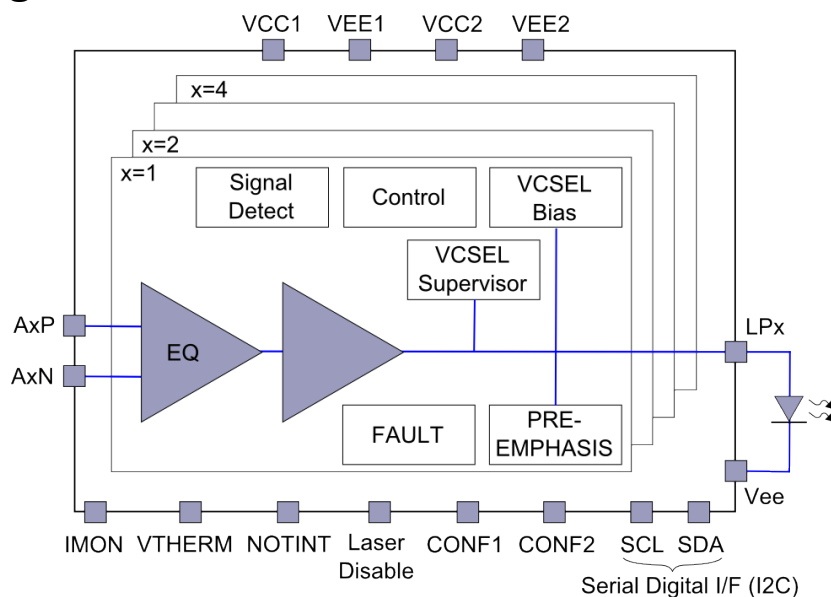 VCC1 VEE1 VCC2 VEE2
x=4
x=2
x=1
Signal
Detect
Control
VCSEL
Bias
VCSEL
Supervisor
AxP
AxN
EQ
LPx
FAULT
PRE-
EMPHASIS
Vee
IMON VTHERM NOTINT Laser
Disable
CONF1 CONF2 SCL SDA
Serial Digital I/F (I2C)